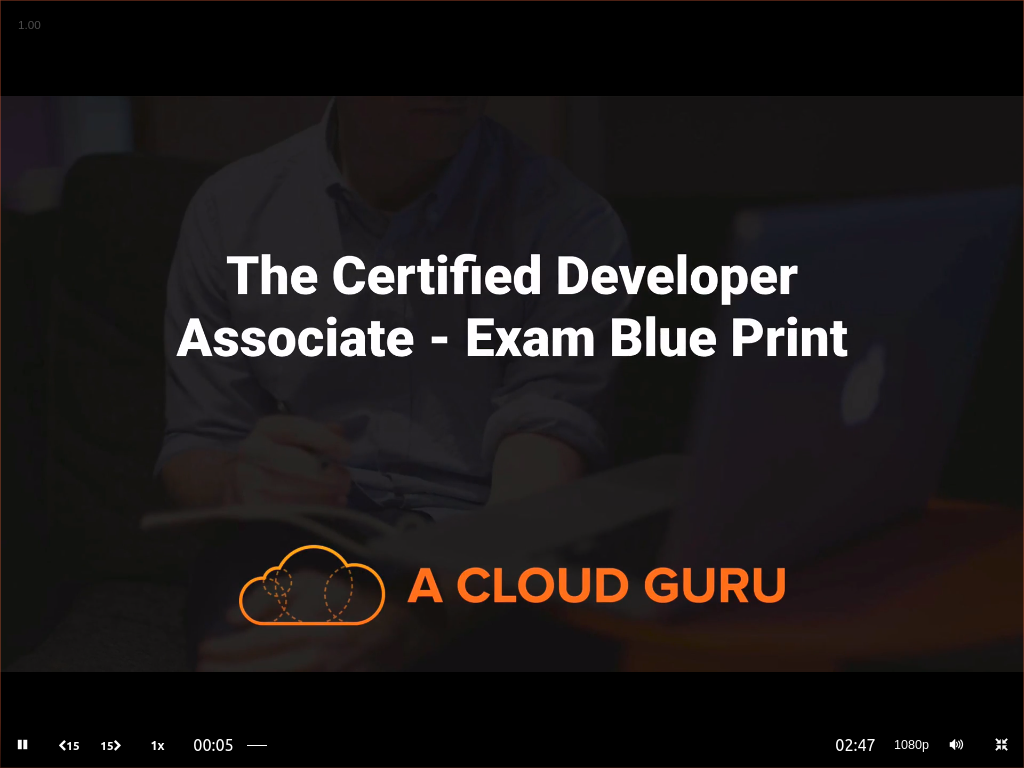 1.00
The Certified Developer
Associate - Exam Blue Print
A CLOUD GURU
15 15 1x 00:05 02:47 1080p